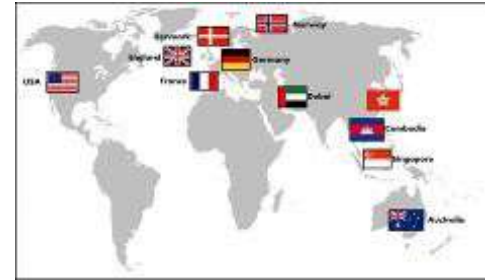 Norway
Denmark
England
Germany
USA
France
Dubai
Cambodia
Singapore
Australia